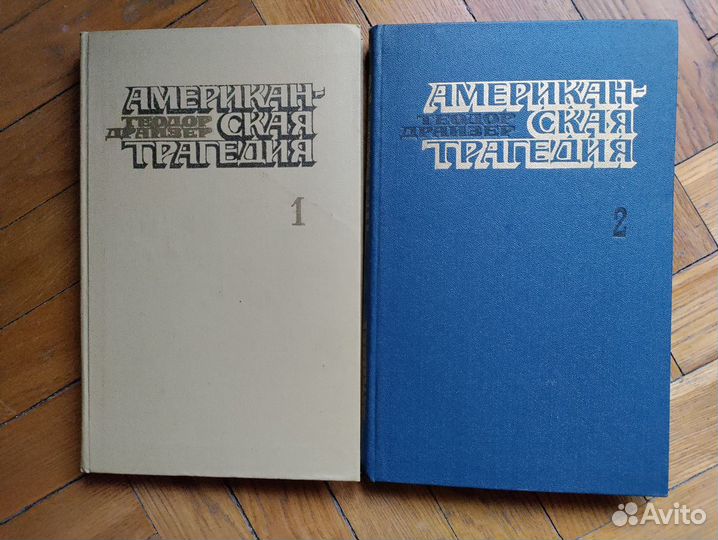 АМЕРИКАН-
ТЕОДОР
ДРАЙЗЕР
СКАЯ
ТРАГЕДИЯ
1
АМЕРИКАН-
ТЕОДОР
ДРАЙЗЕР
СКАЯ
ТРАГЕДИЯ
2
Avito